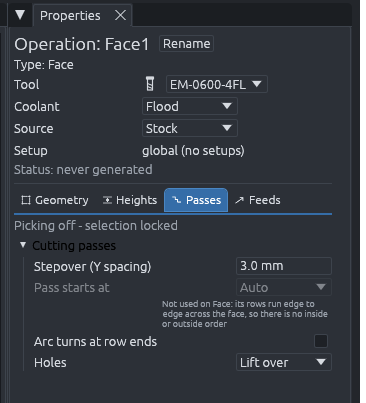 Properties
Operation: Face1 Rename
Type: Face
Tool EM-0600-4FL
Coolant Flood
Source Stock
Setup global (no setups)
Status: never generated
Geometry Heights Passes Feeds
Picking off - selection locked
Cutting passes
Stepover (Y spacing) 3.0 mm
Pass starts at Auto
Not used on Face: its rows run edge to
edge across the face, so there is no inside
or outside order
Arc turns at row ends
Holes Lift over